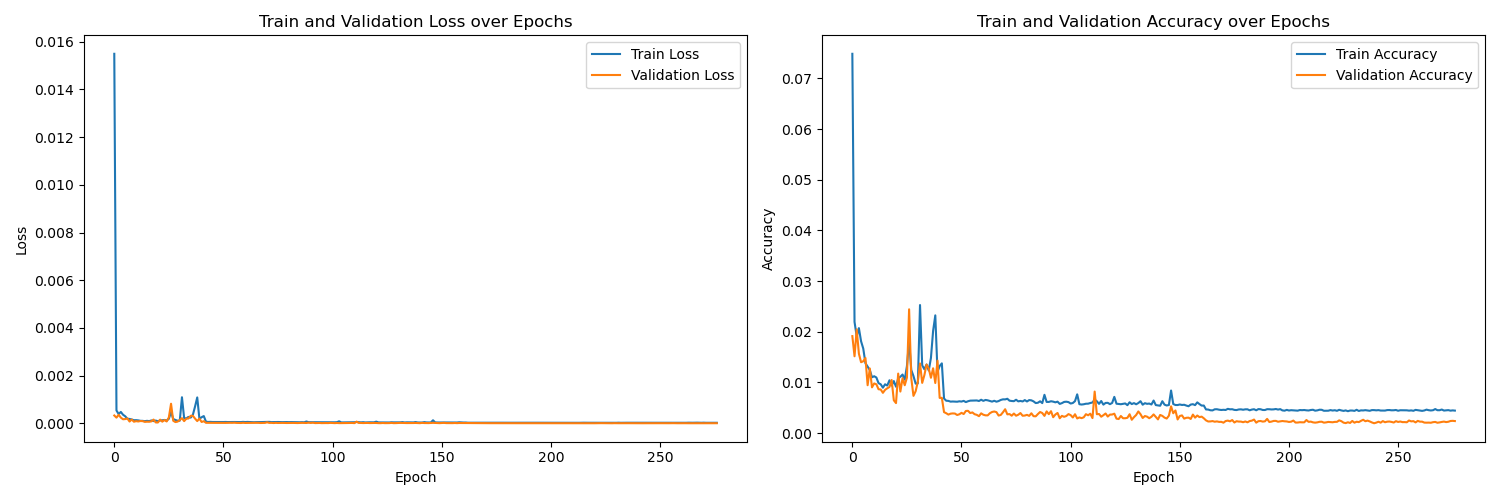 Train and Validation Loss over Epochs
0.016
0.014
0.012
0.010
0.008
0.006
0.004
0.002
0.000
Loss
Train Loss
Validation Loss
0
50
100
150
200
250
Epoch
Train and Validation Accuracy over Epochs
0.07
0.06
0.05
0.04
0.03
0.02
0.01
0.00
Accuracy
Train Accuracy
Validation Accuracy
0
50
100
150
200
250
Epoch